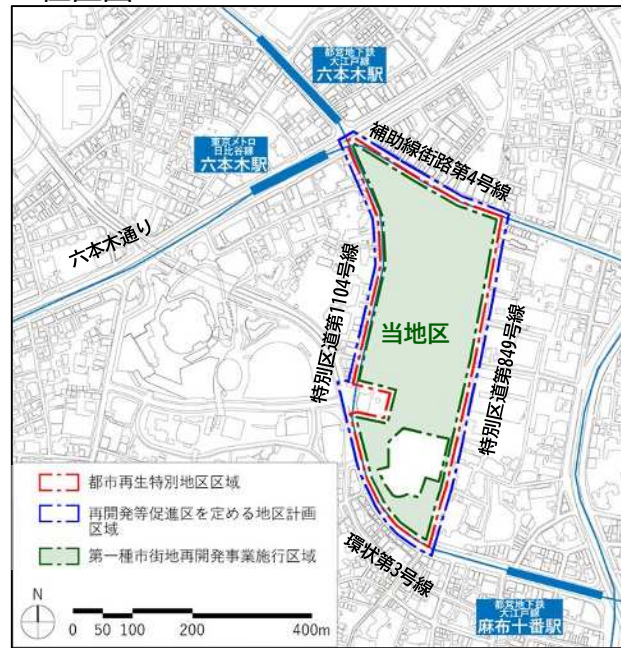 都営地下鉄
大江戸線
六本木駅
東京メトロ
日比谷線
六本木駅
補助線街路第4号線
六本木通り
特別区道第1104号線
当地区
特別区道第849号線
都市再生特別地区区域
再開発等促進区を定める地区計画
区域
第一種市街地再開発事業施行区域
環状第3号線
N
0 50 100 200 400m
都営地下鉄
大江戸線
麻布十番駅